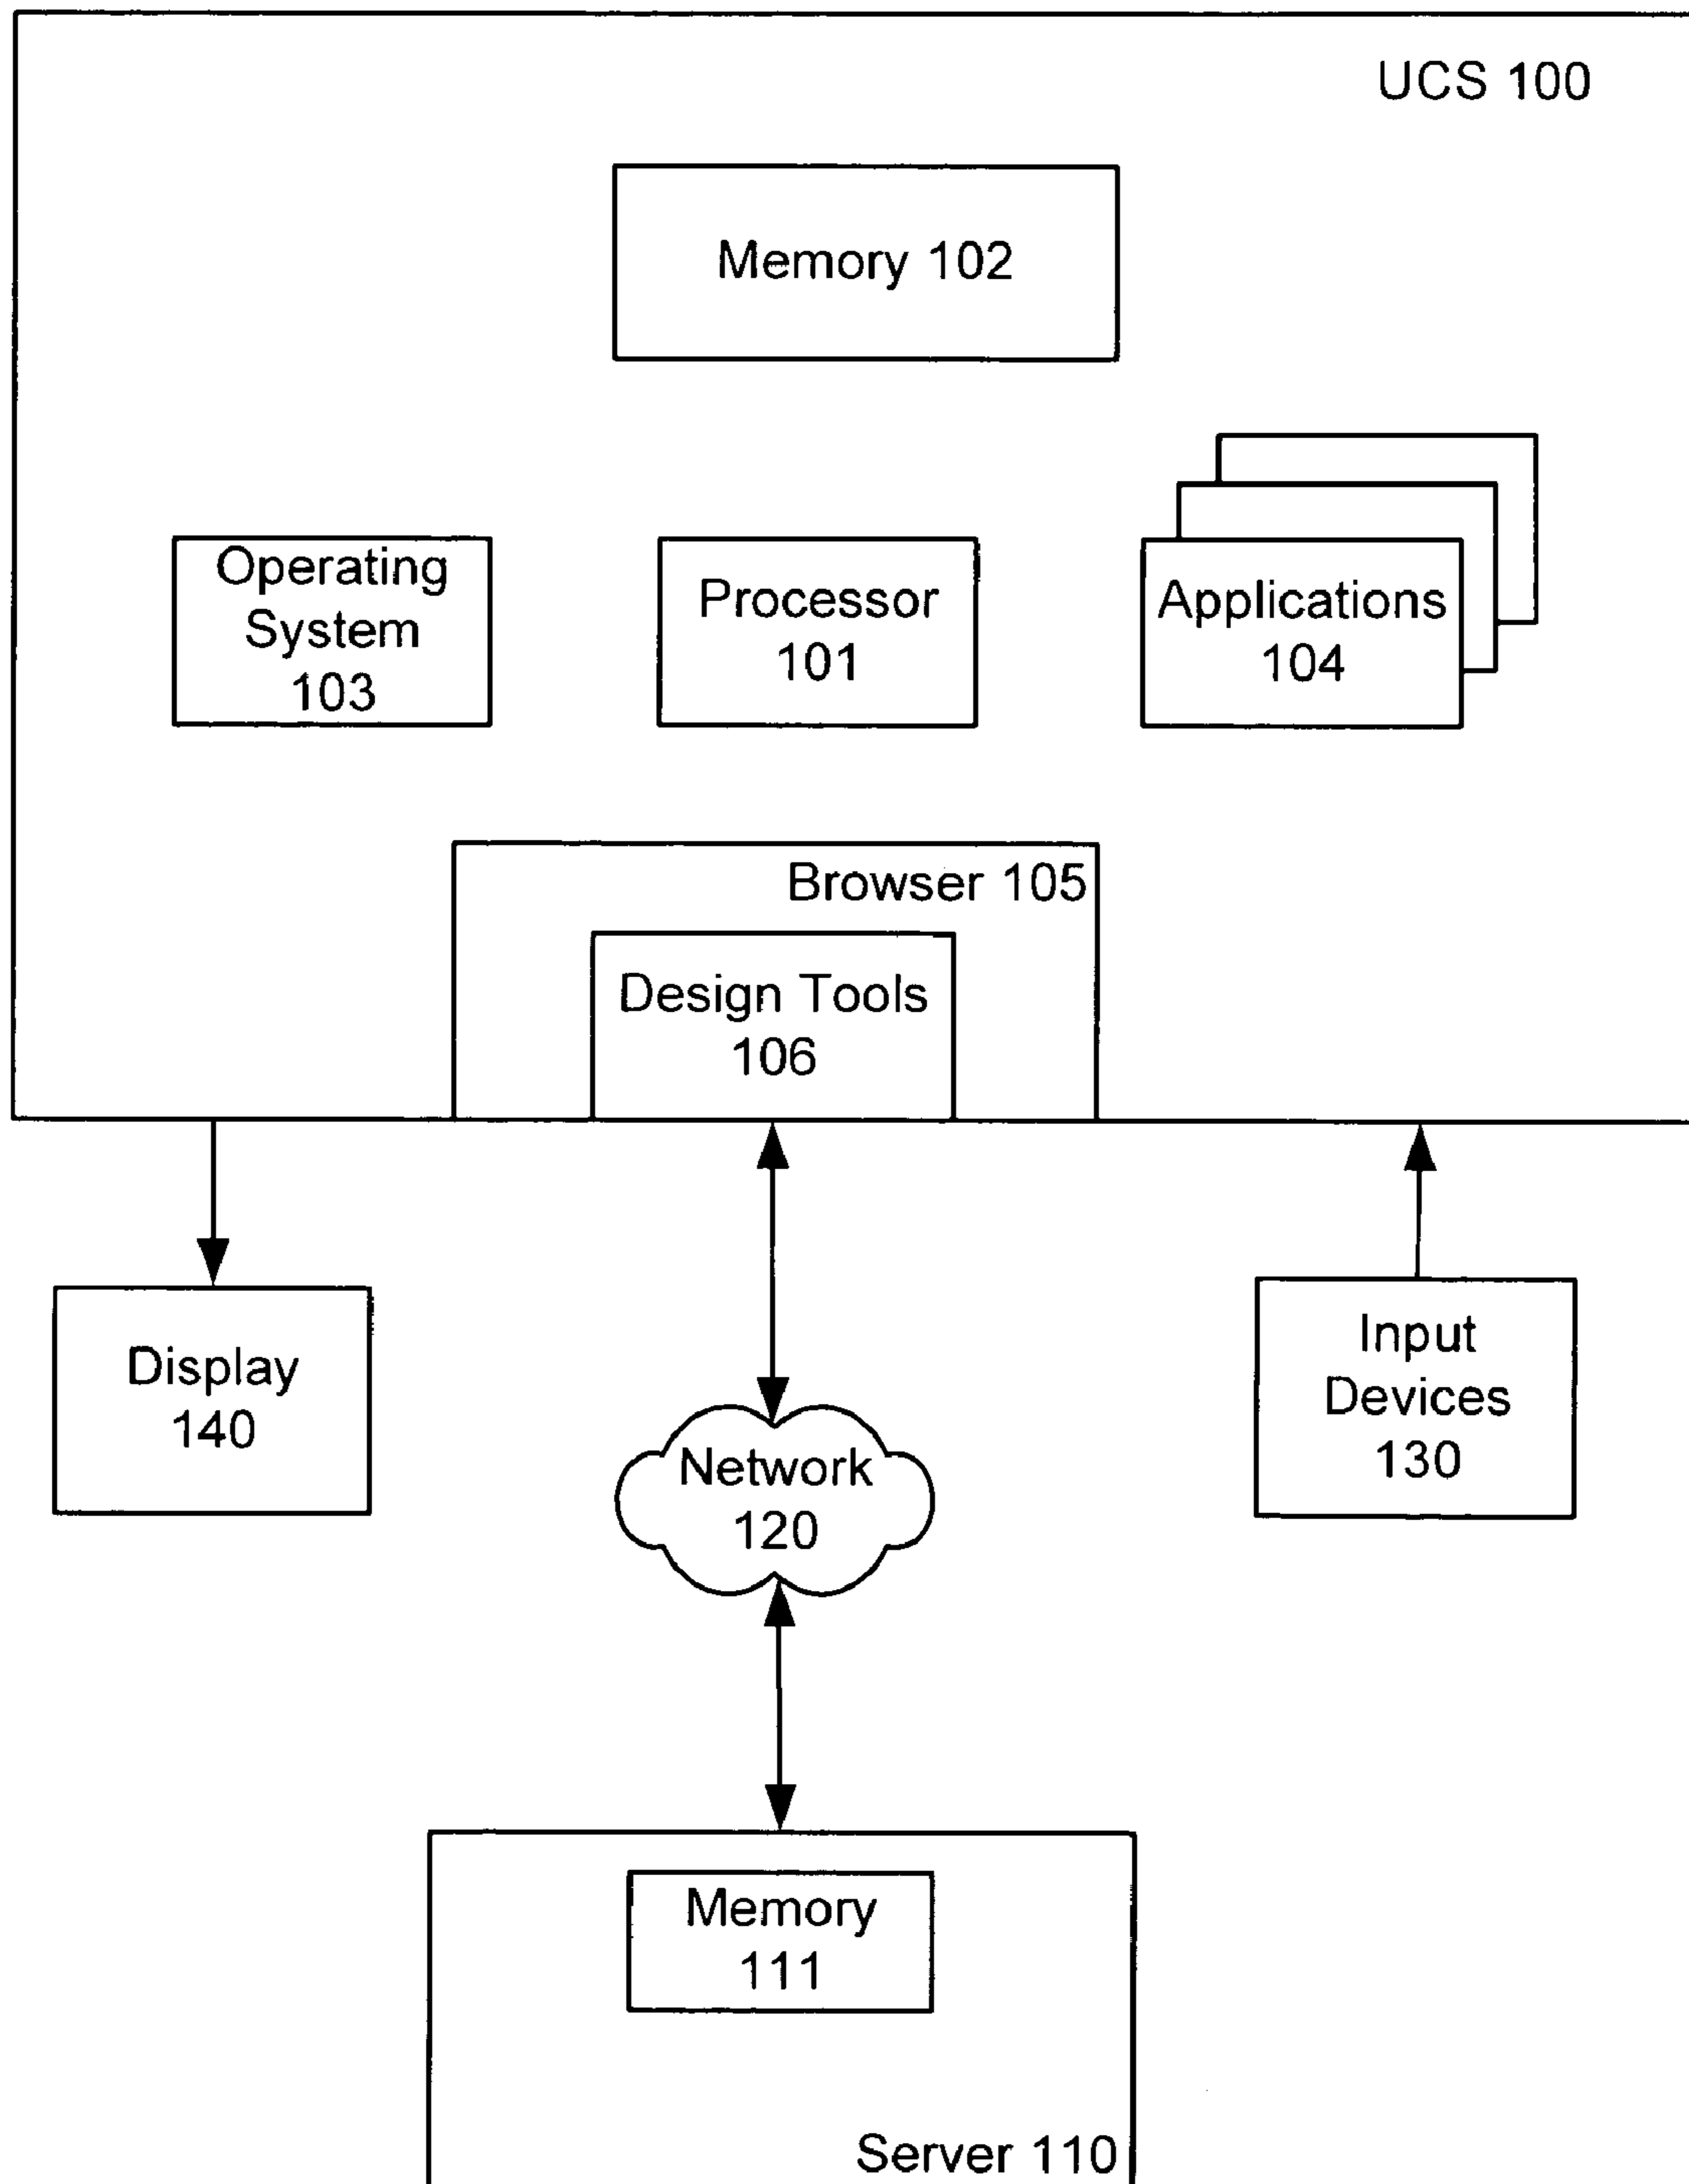 UCS 100
Memory 102
Operating
System
103
Processor
101
Applications
104
Browser 105
Design Tools
106
Display
140
Network
120
Input
Devices
130
Memory
111
Server 110